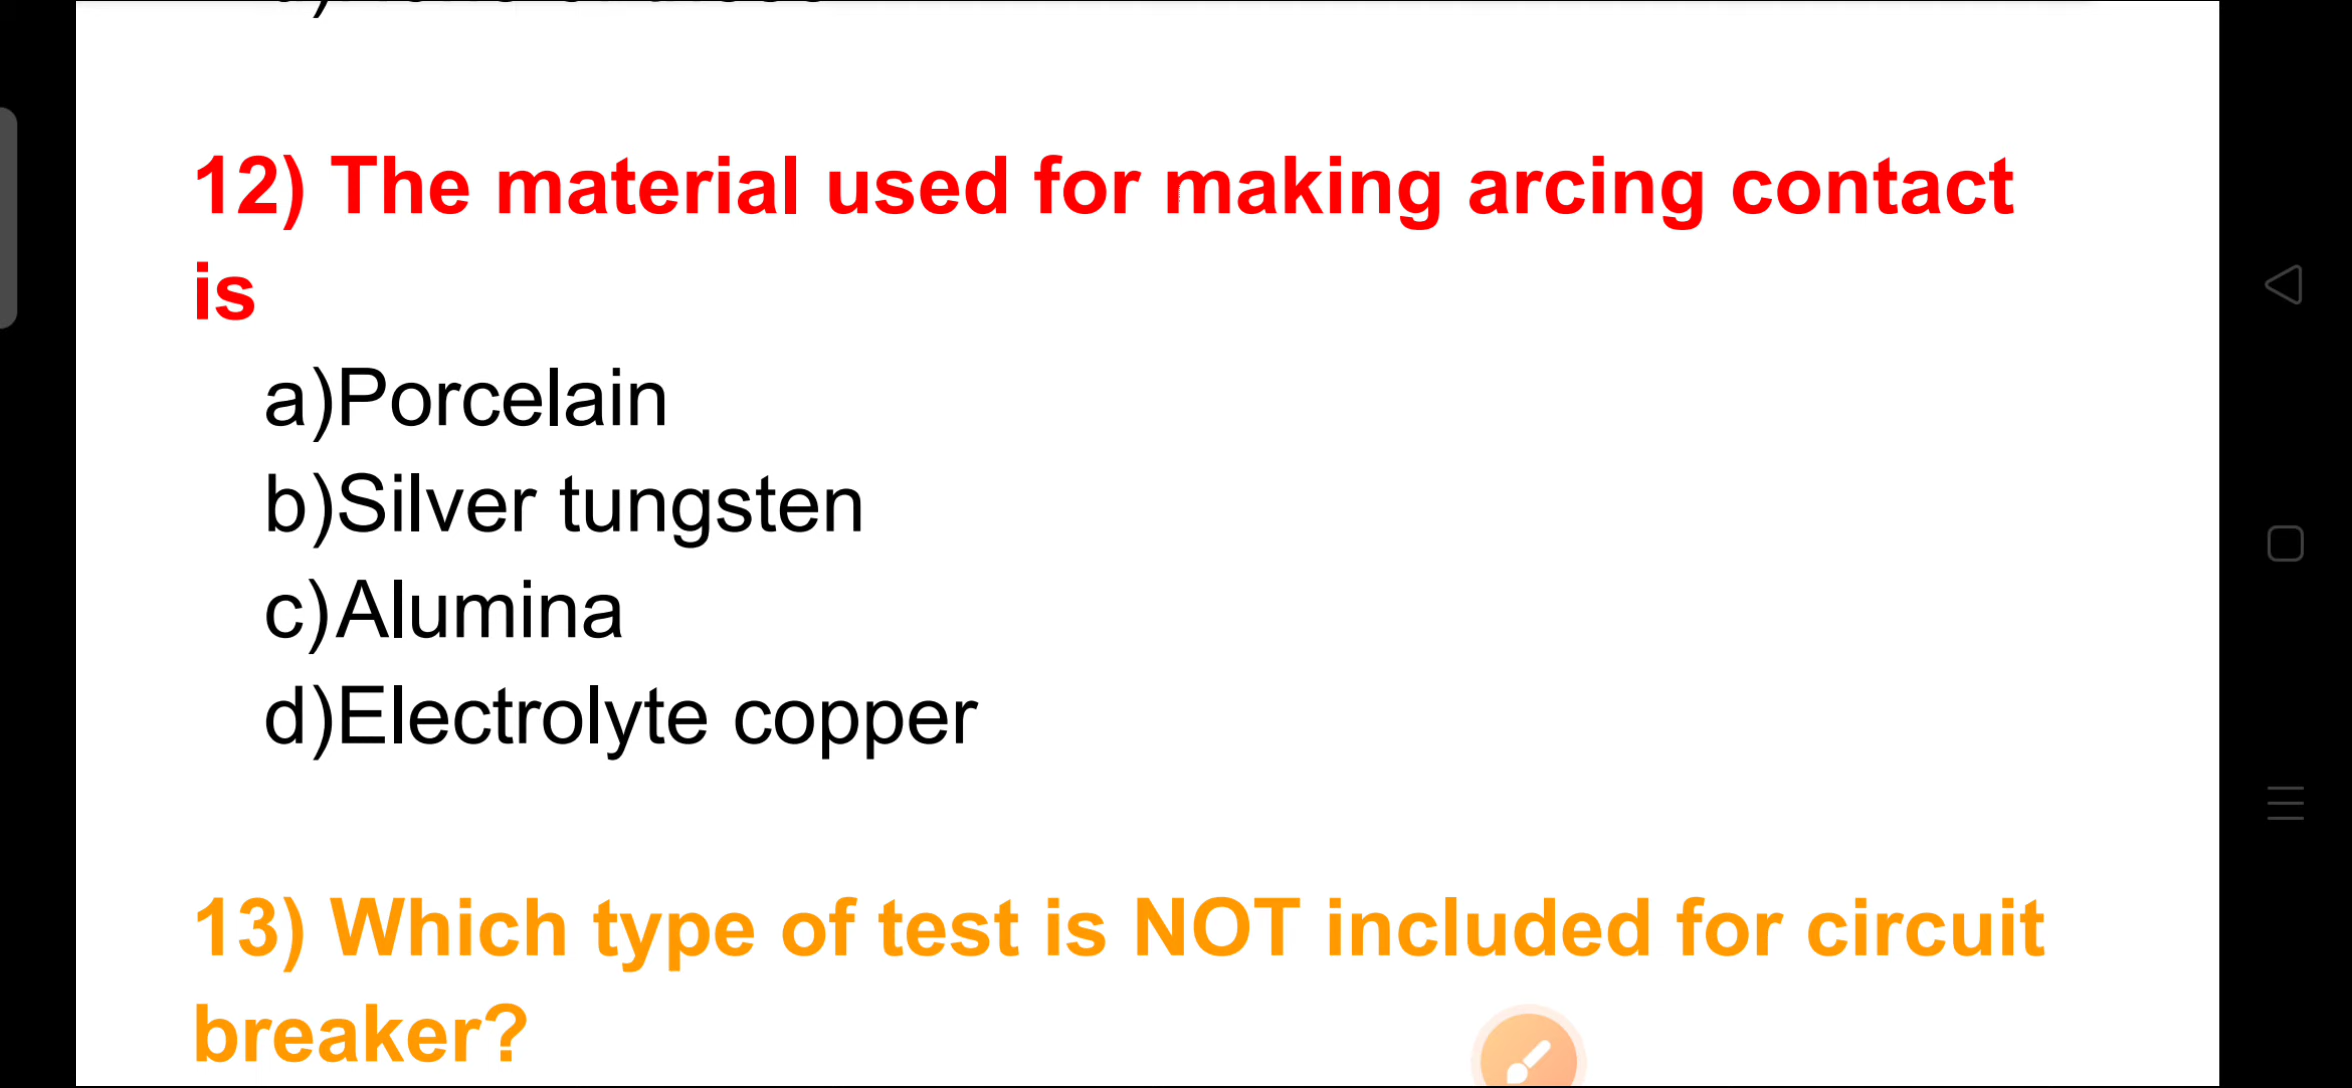 12) The material used for making arcing contact
is
a)Porcelain
b)Silver tungsten
c)Alumina
d)Electrolyte copper
13) Which type of test is NOT included for circuit
breaker?